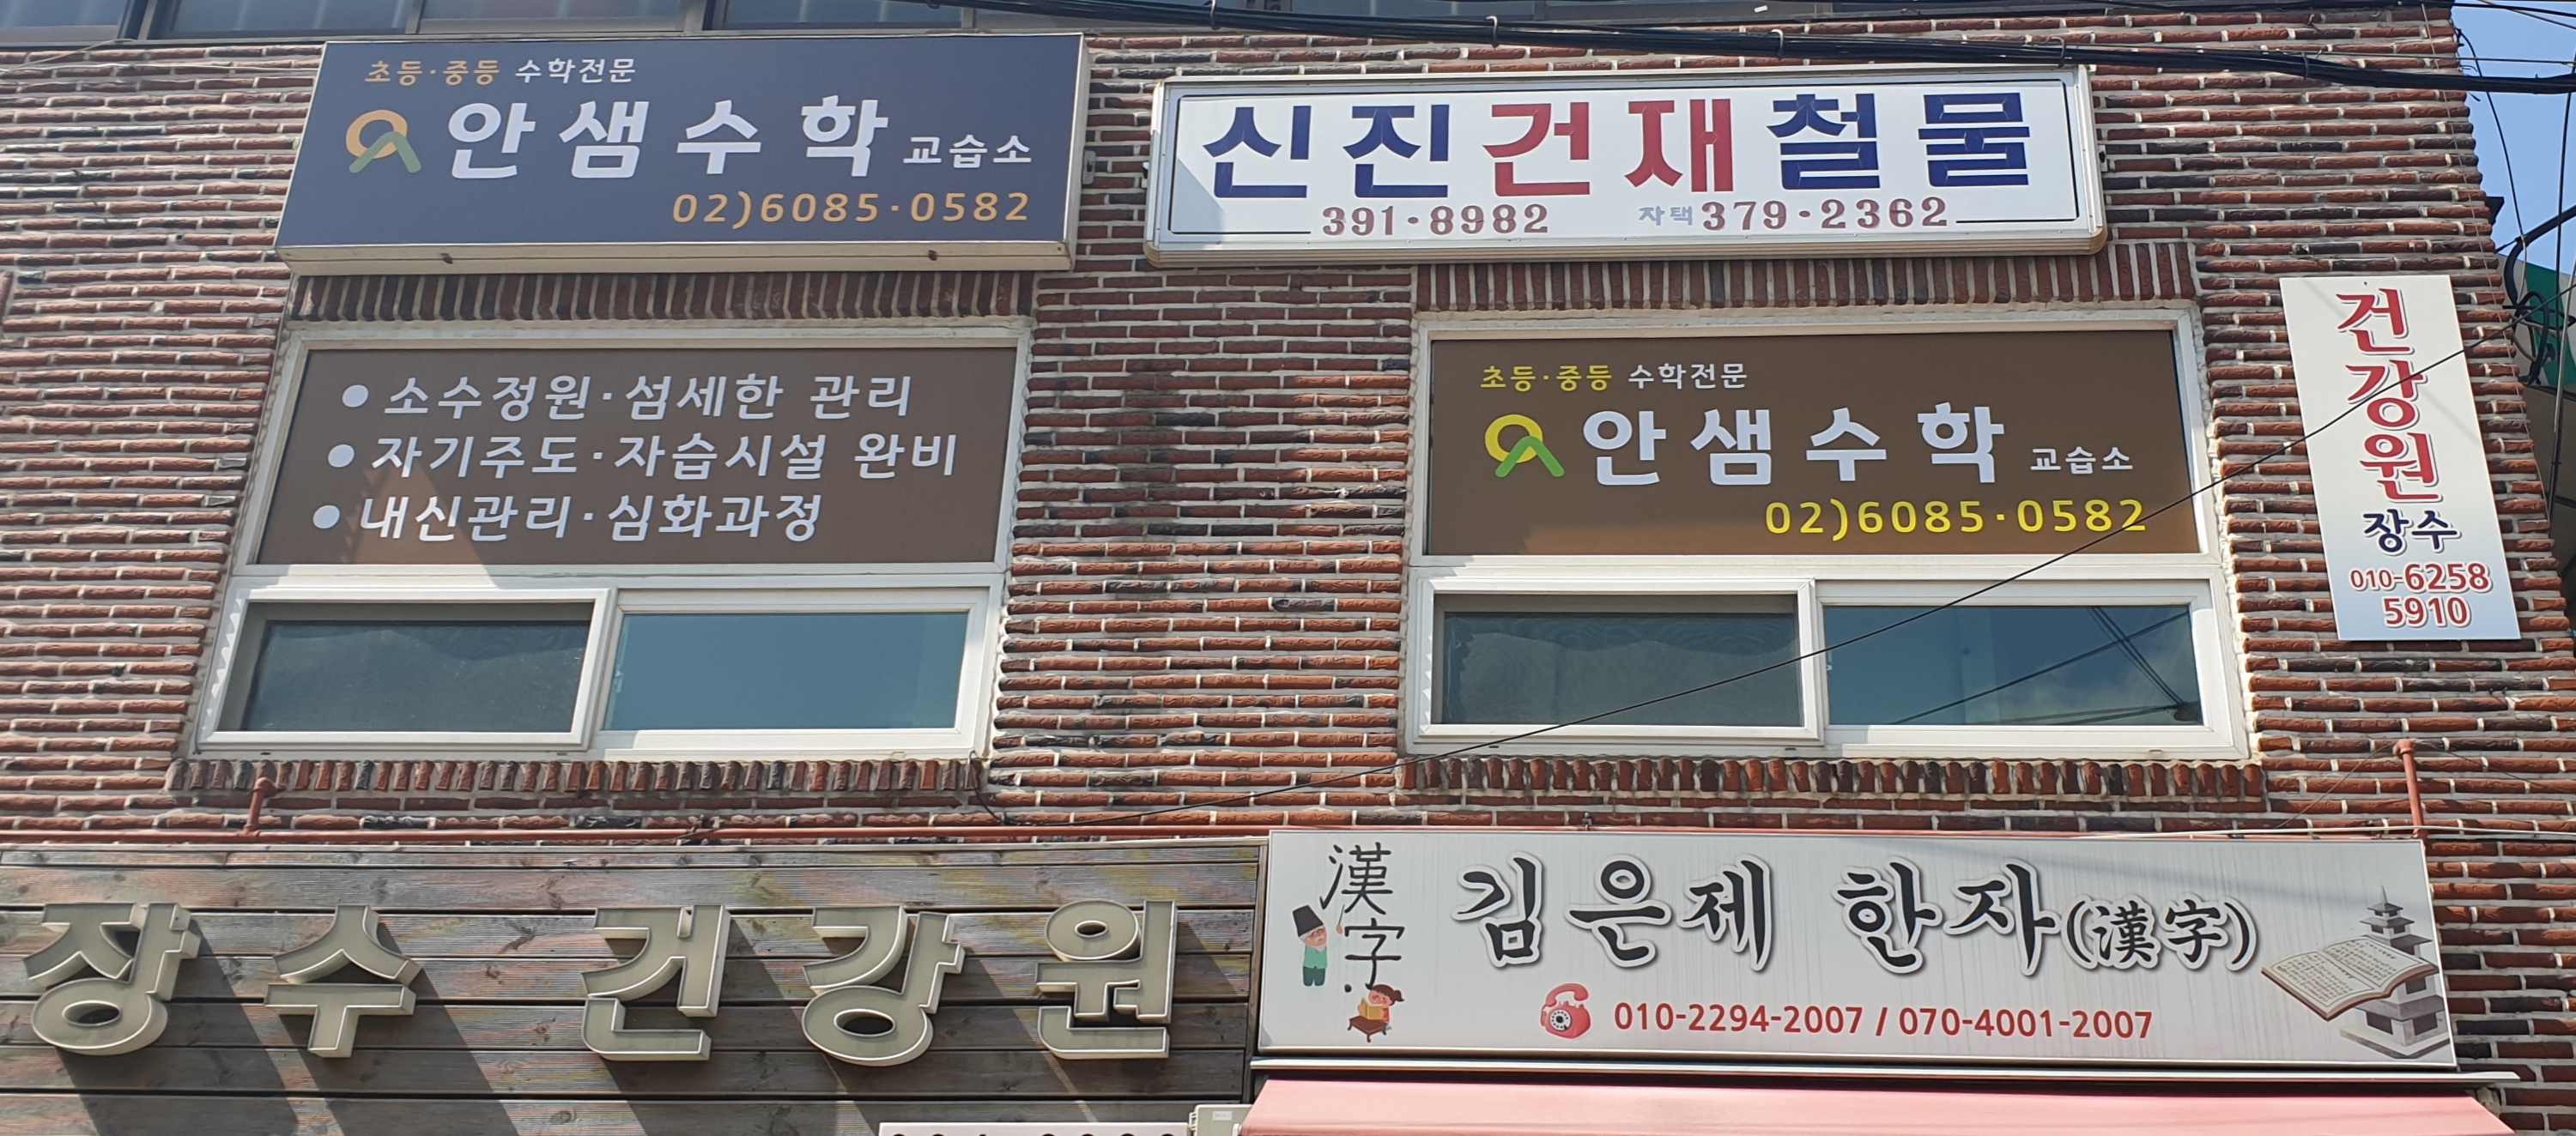 초등·중등 수학전문
안샘수학 교습소
02)6085·0582
신진건재철물
391·8982 자택 379·2362
● 소수정원·섬세한 관리
● 자기주도·자습시설 완비
● 내신관리·심화과정
초등·중등 수학전문
안샘수학 교습소
02)6085·0582
건강원
장수
010-6258
5910
장수 건강원
漢字
김은제 한자(漢字)
010-2294-2007 / 070-4001-2007